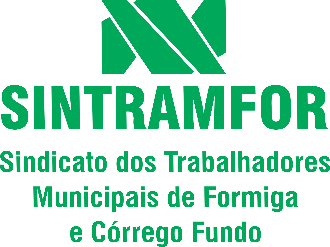 SINTRAMFOR
Sindicato dos Trabalhadores
Municipais de Formiga
e Córrego Fundo